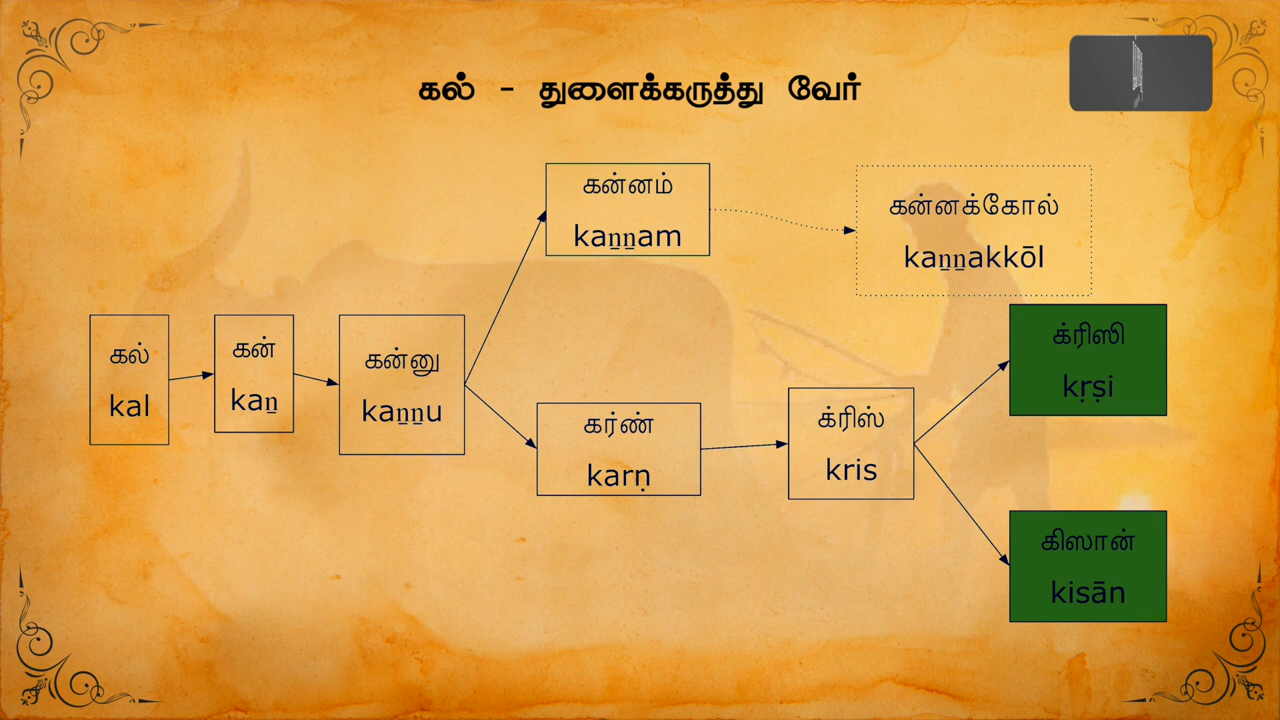 கல் - துளைக்கருத்து வேர்
கன்னம்
kaṉṉam
கன்னக்கோல்
kaṉṉakkōl
கல்
kal
கன்
kaṉ
கன்னு
kaṉṉu
கர்ண்
karṇ
க்ரிஸ்
kris
க்ரிஸி
kṛṣi
கிஸான்
kisān